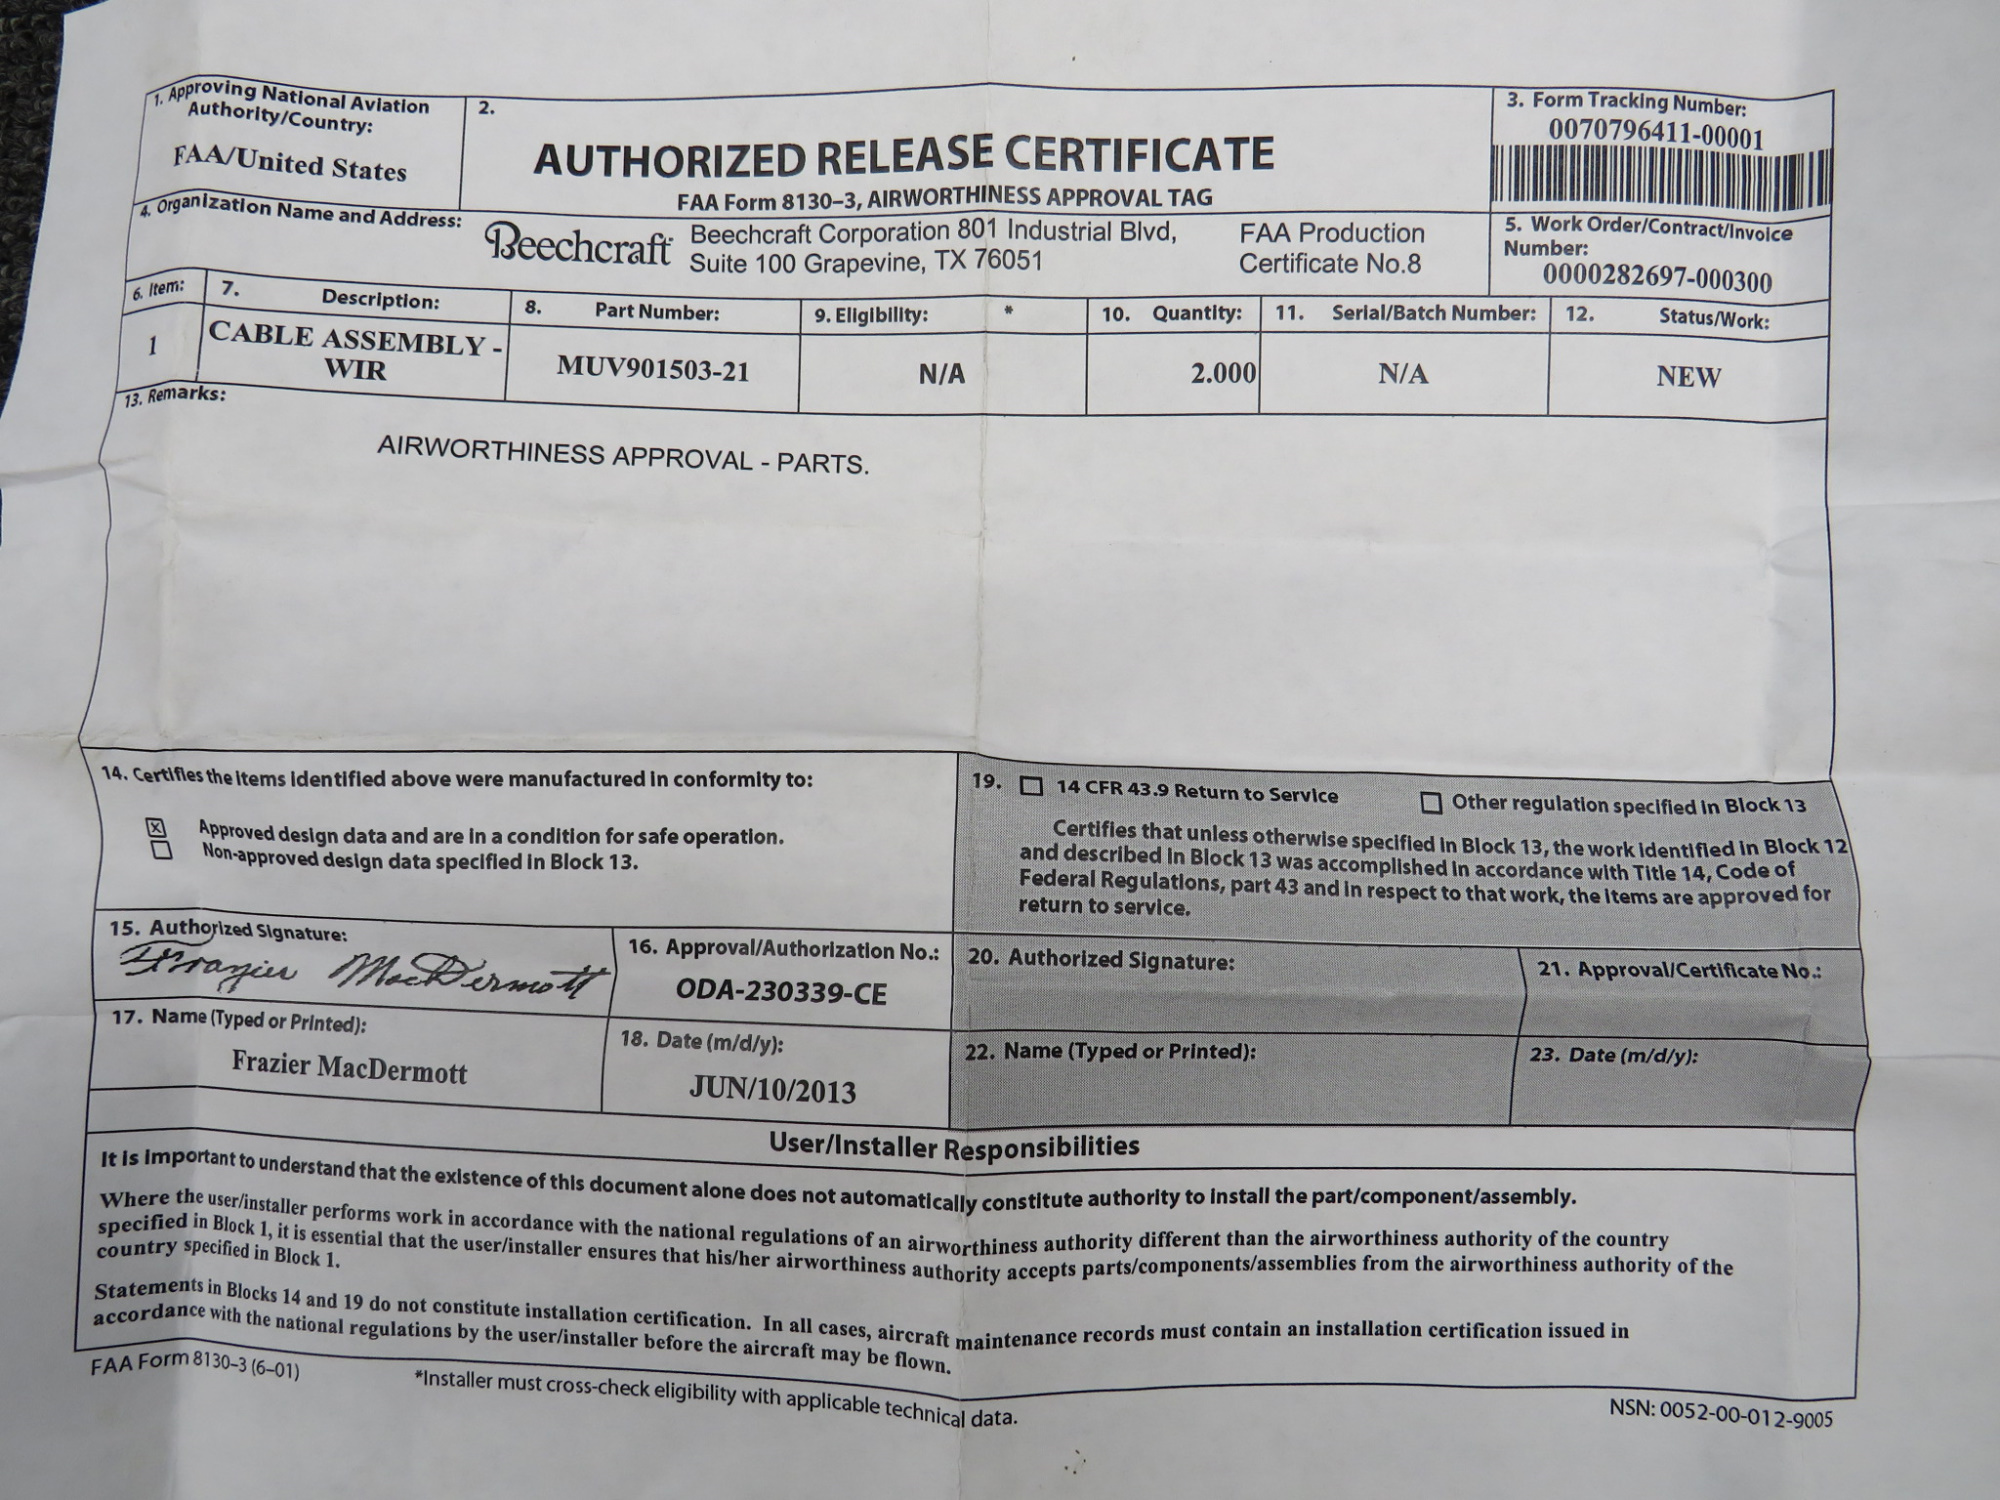 1. Approving National Aviation
Authority/Country:
FAA/United States
2.
AUTHORIZED RELEASE CERTIFICATE
FAA Form 8130–3, AIRWORTHINESS APPROVAL TAG
3. Form Tracking Number:
0070796411-00001
4. Organization Name and Address:
Beechcraft
Beechcraft Corporation 801 Industrial Blvd,
Suite 100 Grapevine, TX 76051
FAA Production
Certificate No.8
5. Work Order/Contract/Invoice
Number:
0000282697-000300
6. Item:
7. Description:
8. Part Number:
9. Eligibility: *
10. Quantity:
11. Serial/Batch Number:
12. Status/Work:
1
CABLE ASSEMBLY -
WIR
MUV901503-21
N/A
2.000
N/A
NEW
13. Remarks:
AIRWORTHINESS APPROVAL - PARTS.
14. Certifies the items identified above were manufactured in conformity to:
Approved design data and are in a condition for safe operation.
Non-approved design data specified in Block 13.
19. 14 CFR 43.9 Return to Service
Other regulation specified in Block 13
Certifies that unless otherwise specified in Block 13, the work identified in Block 12
and described in Block 13 was accomplished in accordance with Title 14, Code of
Federal Regulations, part 43 and in respect to that work, the items are approved for
return to service.
15. Authorized Signature:
Frazier MacDermott
16. Approval/Authorization No.:
ODA-230339-CE
20. Authorized Signature:
21. Approval/Certificate No.:
17. Name (Typed or Printed):
Frazier MacDermott
18. Date (m/d/y):
JUN/10/2013
22. Name (Typed or Printed):
23. Date (m/d/y):
User/Installer Responsibilities
It is important to understand that the existence of this document alone does not automatically constitute authority to install the part/component/assembly.
Where the user/installer performs work in accordance with the national regulations of an airworthiness authority different than the airworthiness authority of the country
specified in Block 1, it is essential that the user/installer ensures that his/her airworthiness authority accepts parts/components/assemblies from the airworthiness authority of the
country specified in Block 1.
Statements in Blocks 14 and 19 do not constitute installation certification. In all cases, aircraft maintenance records must contain an installation certification issued in
accordance with the national regulations by the user/installer before the aircraft may be flown.
FAA Form 8130–3 (6–01)
*Installer must cross-check eligibility with applicable technical data.
NSN: 0052-00-012-9005